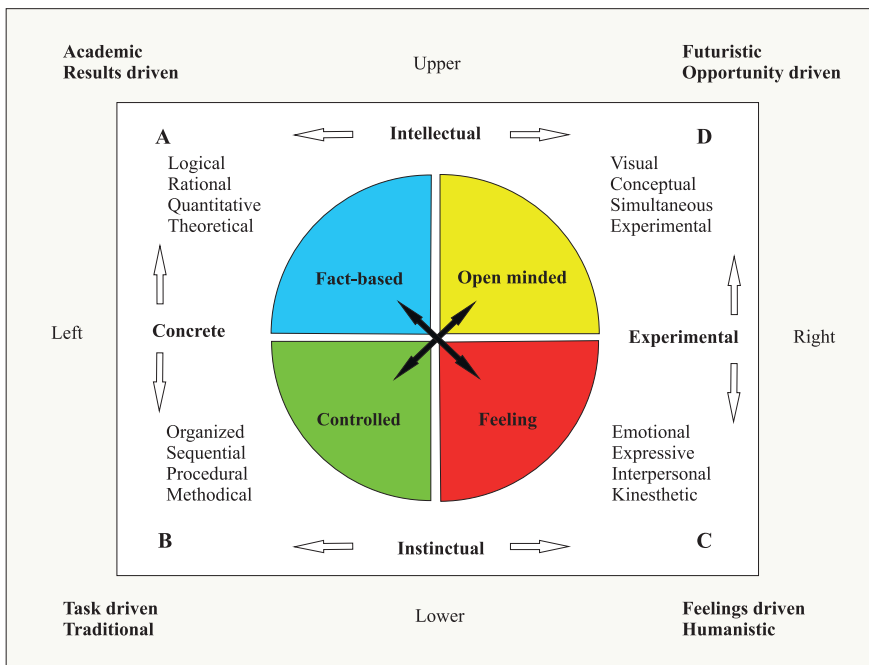 Academic
Results driven
Upper
Futuristic
Opportunity driven
A
Intellectual
D
Logical
Rational
Quantitative
Theoretical
Visual
Conceptual
Simultaneous
Experimental
Fact-based
Open minded
Left
Concrete
Experimental
Right
Controlled
Feeling
Organized
Sequential
Procedural
Methodical
Emotional
Expressive
Interpersonal
Kinesthetic
B
Instinctual
C
Task driven
Traditional
Lower
Feelings driven
Humanistic